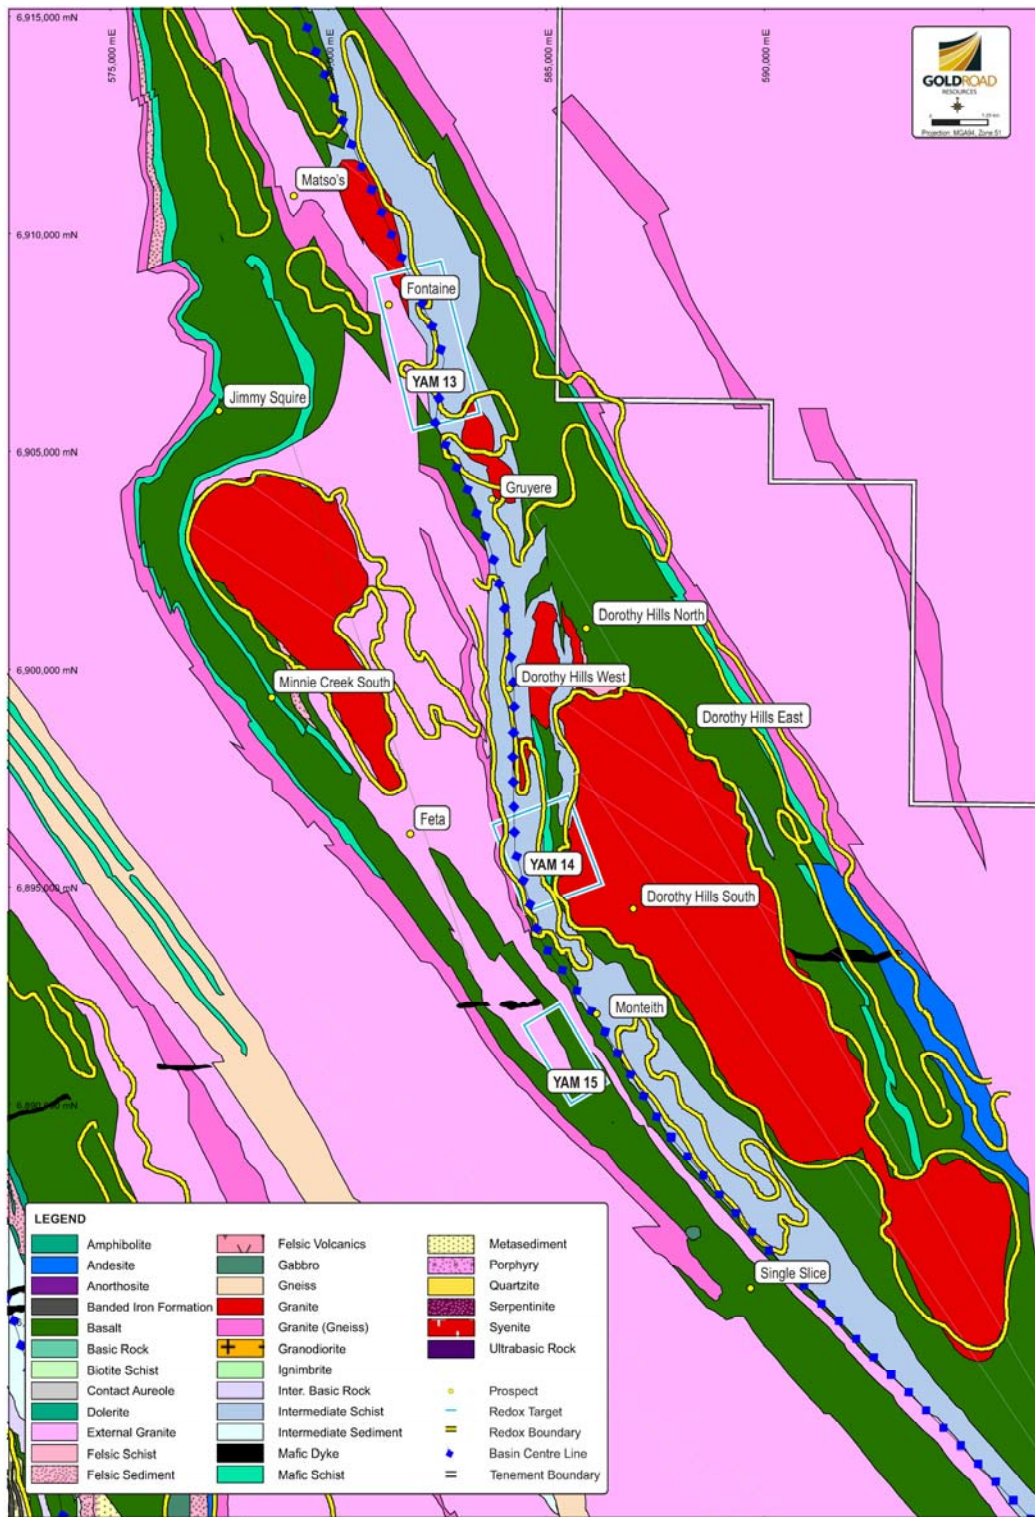 6,915,000 mN
575,000 mE
585,000 mE
590,000 mE
GOLDROAD
RESOURCES
Projection: MGA94, Zone 51
Matso's
6,910,000 mN
Fontaine
YAM 13
Jimmy Squire
6,905,000 mN
Gruyere
Dorothy Hills North
6,900,000 mN
Minnie Creek South
Dorothy Hills West
Dorothy Hills East
Feta
YAM 14
6,895,000 mN
Dorothy Hills South
Monteith
YAM 15
6,890,000 mN
Single Slice
LEGEND
Amphibolite
Andesite
Anorthosite
Banded Iron Formation
Basalt
Basic Rock
Biotite Schist
Contact Aureole
Dolerite
External Granite
Felsic Schist
Felsic Sediment
Felsic Volcanics
Gabbro
Gneiss
Granite
Granite (Gneiss)
Granodiorite
Ignimbrite
Inter. Basic Rock
Intermediate Schist
Intermediate Sediment
Mafic Dyke
Mafic Schist
Metasediment
Porphyry
Quartzite
Serpentinite
Syenite
Ultrabasic Rock
Prospect
Redox Target
Redox Boundary
Basin Centre Line
Tenement Boundary